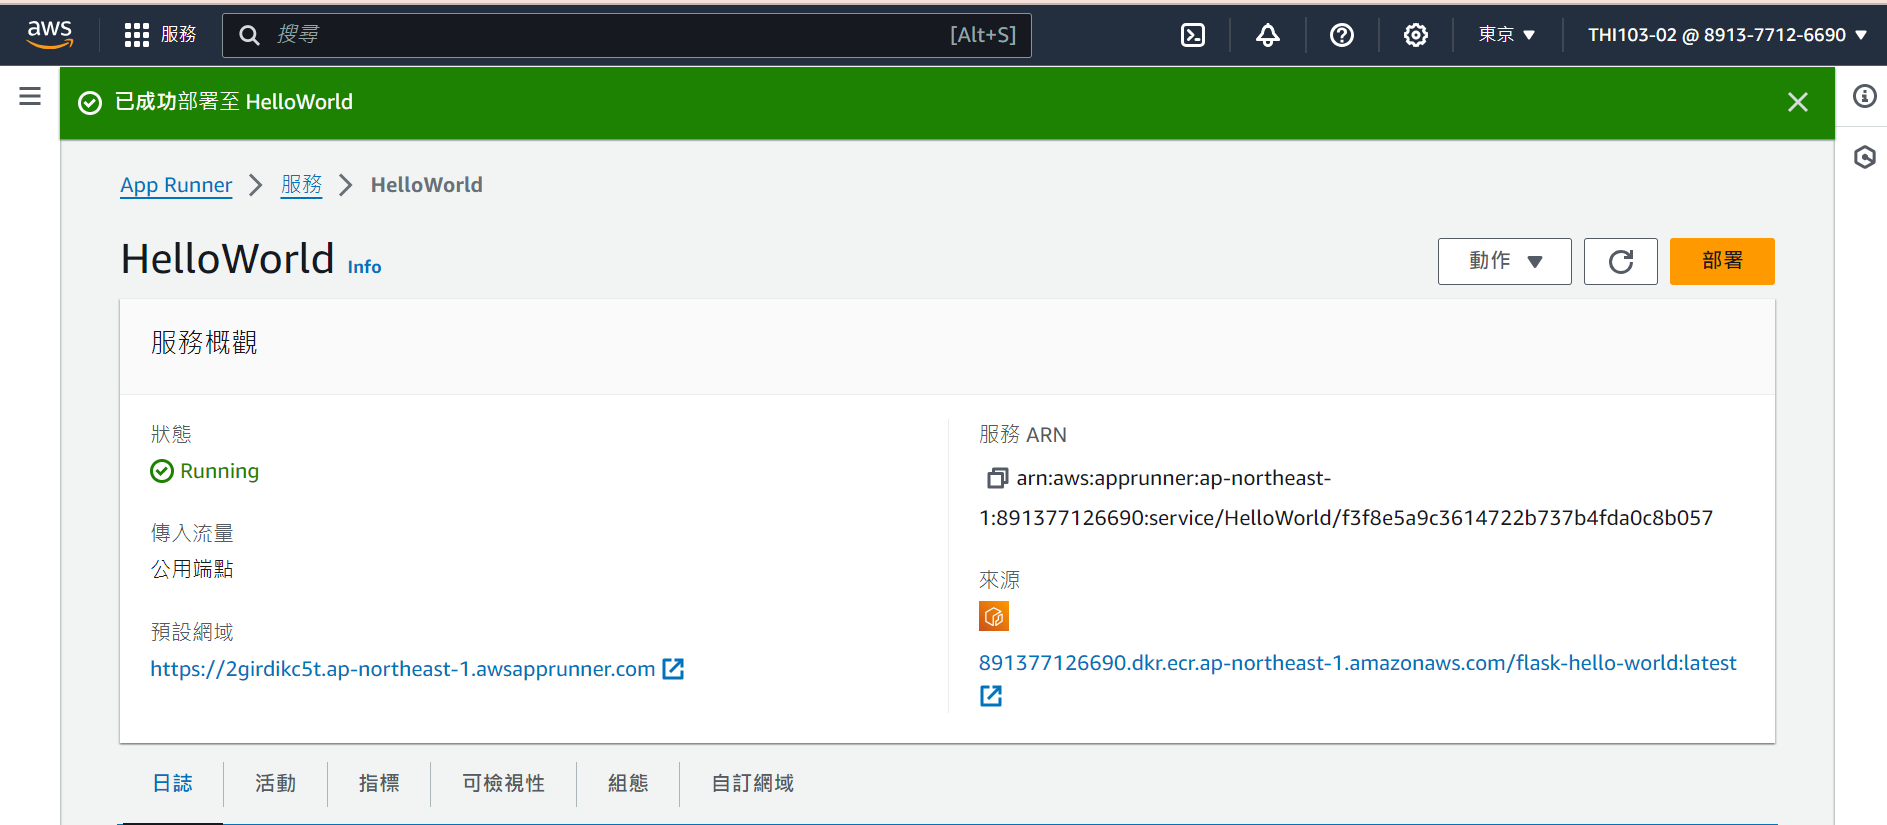 aws
服務
搜尋
[Alt+S]
東京
THI103-02 @ 8913-7712-6690
已成功部署至 HelloWorld
App Runner
服務
HelloWorld
HelloWorld Info
動作
部署
服務概觀
狀態
Running
傳入流量
公用端點
預設網域
https://2girdikc5t.ap-northeast-1.awsapprunner.com
服務 ARN
arn:aws:apprunner:ap-northeast-
1:891377126690:service/HelloWorld/f3f8e5a9c3614722b737b4fda0c8b057
來源
891377126690.dkr.ecr.ap-northeast-1.amazonaws.com/flask-hello-world:latest
日誌
活動
指標
可檢視性
組態
自訂網域